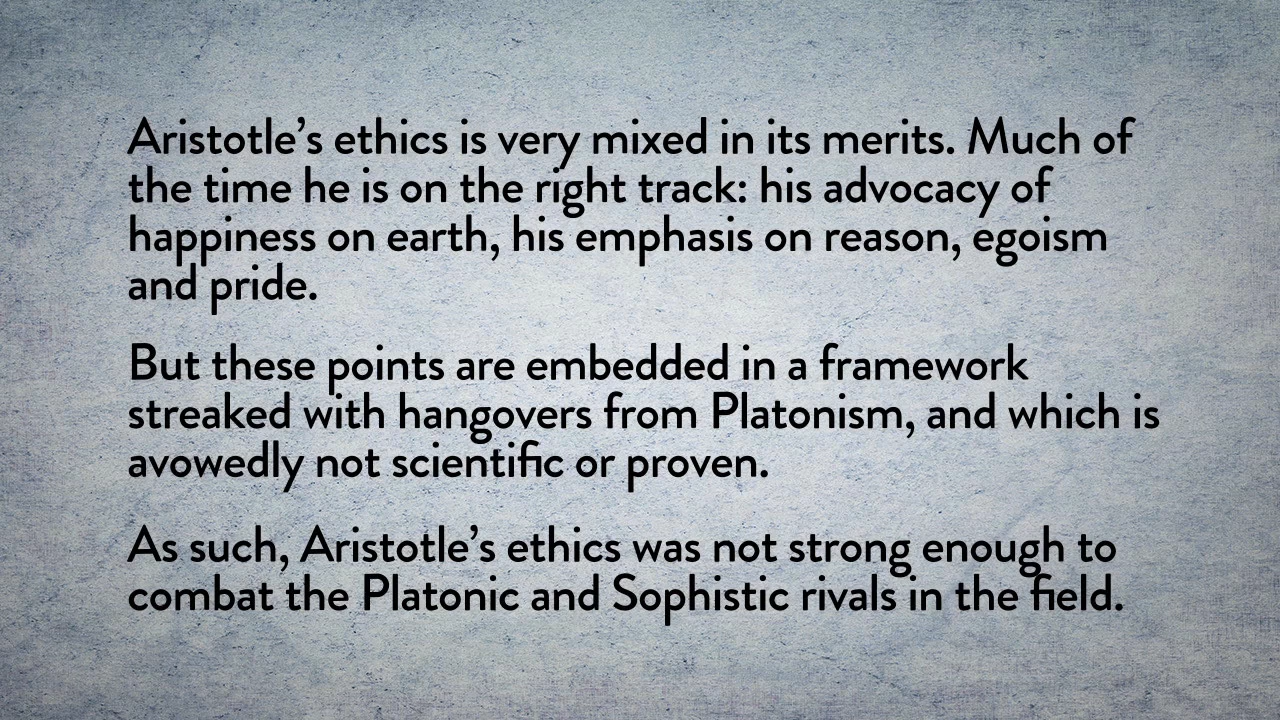 Aristotle’s ethics is very mixed in its merits. Much of
the time he is on the right track: his advocacy of
happiness on earth, his emphasis on reason, egoism
and pride.
But these points are embedded in a framework
streaked with hangovers from Platonism, and which is
avowedly not scientific or proven.
As such, Aristotle’s ethics was not strong enough to
combat the Platonic and Sophistic rivals in the field.